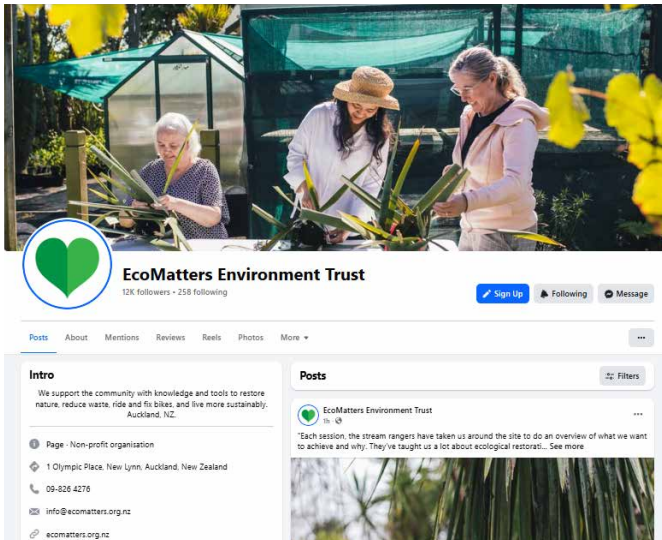 EcoMatters Environment Trust
12K followers • 258 following
Sign Up
Following
Message
Posts
About
Mentions
Reviews
Reels
Photos
More
Intro
We support the community with knowledge and tools to restore
nature, reduce waste, ride and fix bikes, and live more sustainably.
Auckland, NZ.
Page · Non-profit organisation
1 Olympic Place, New Lynn, Auckland, New Zealand
09-826 4276
info@ecomatters.org.nz
ecomatters.org.nz
Posts
Filters
EcoMatters Environment Trust
1h
"Each session, the stream rangers have taken us around the site to do an overview of what we want
to achieve and why. They've taught us a lot about ecological restorati... See more